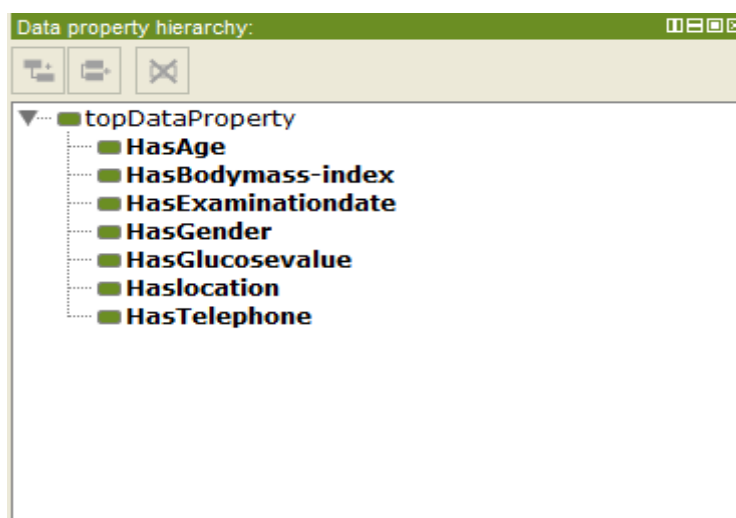 Data property hierarchy:
topDataProperty
HasAge
HasBodymass-index
HasExaminationdate
HasGender
HasGlucosevalue
Haslocation
HasTelephone